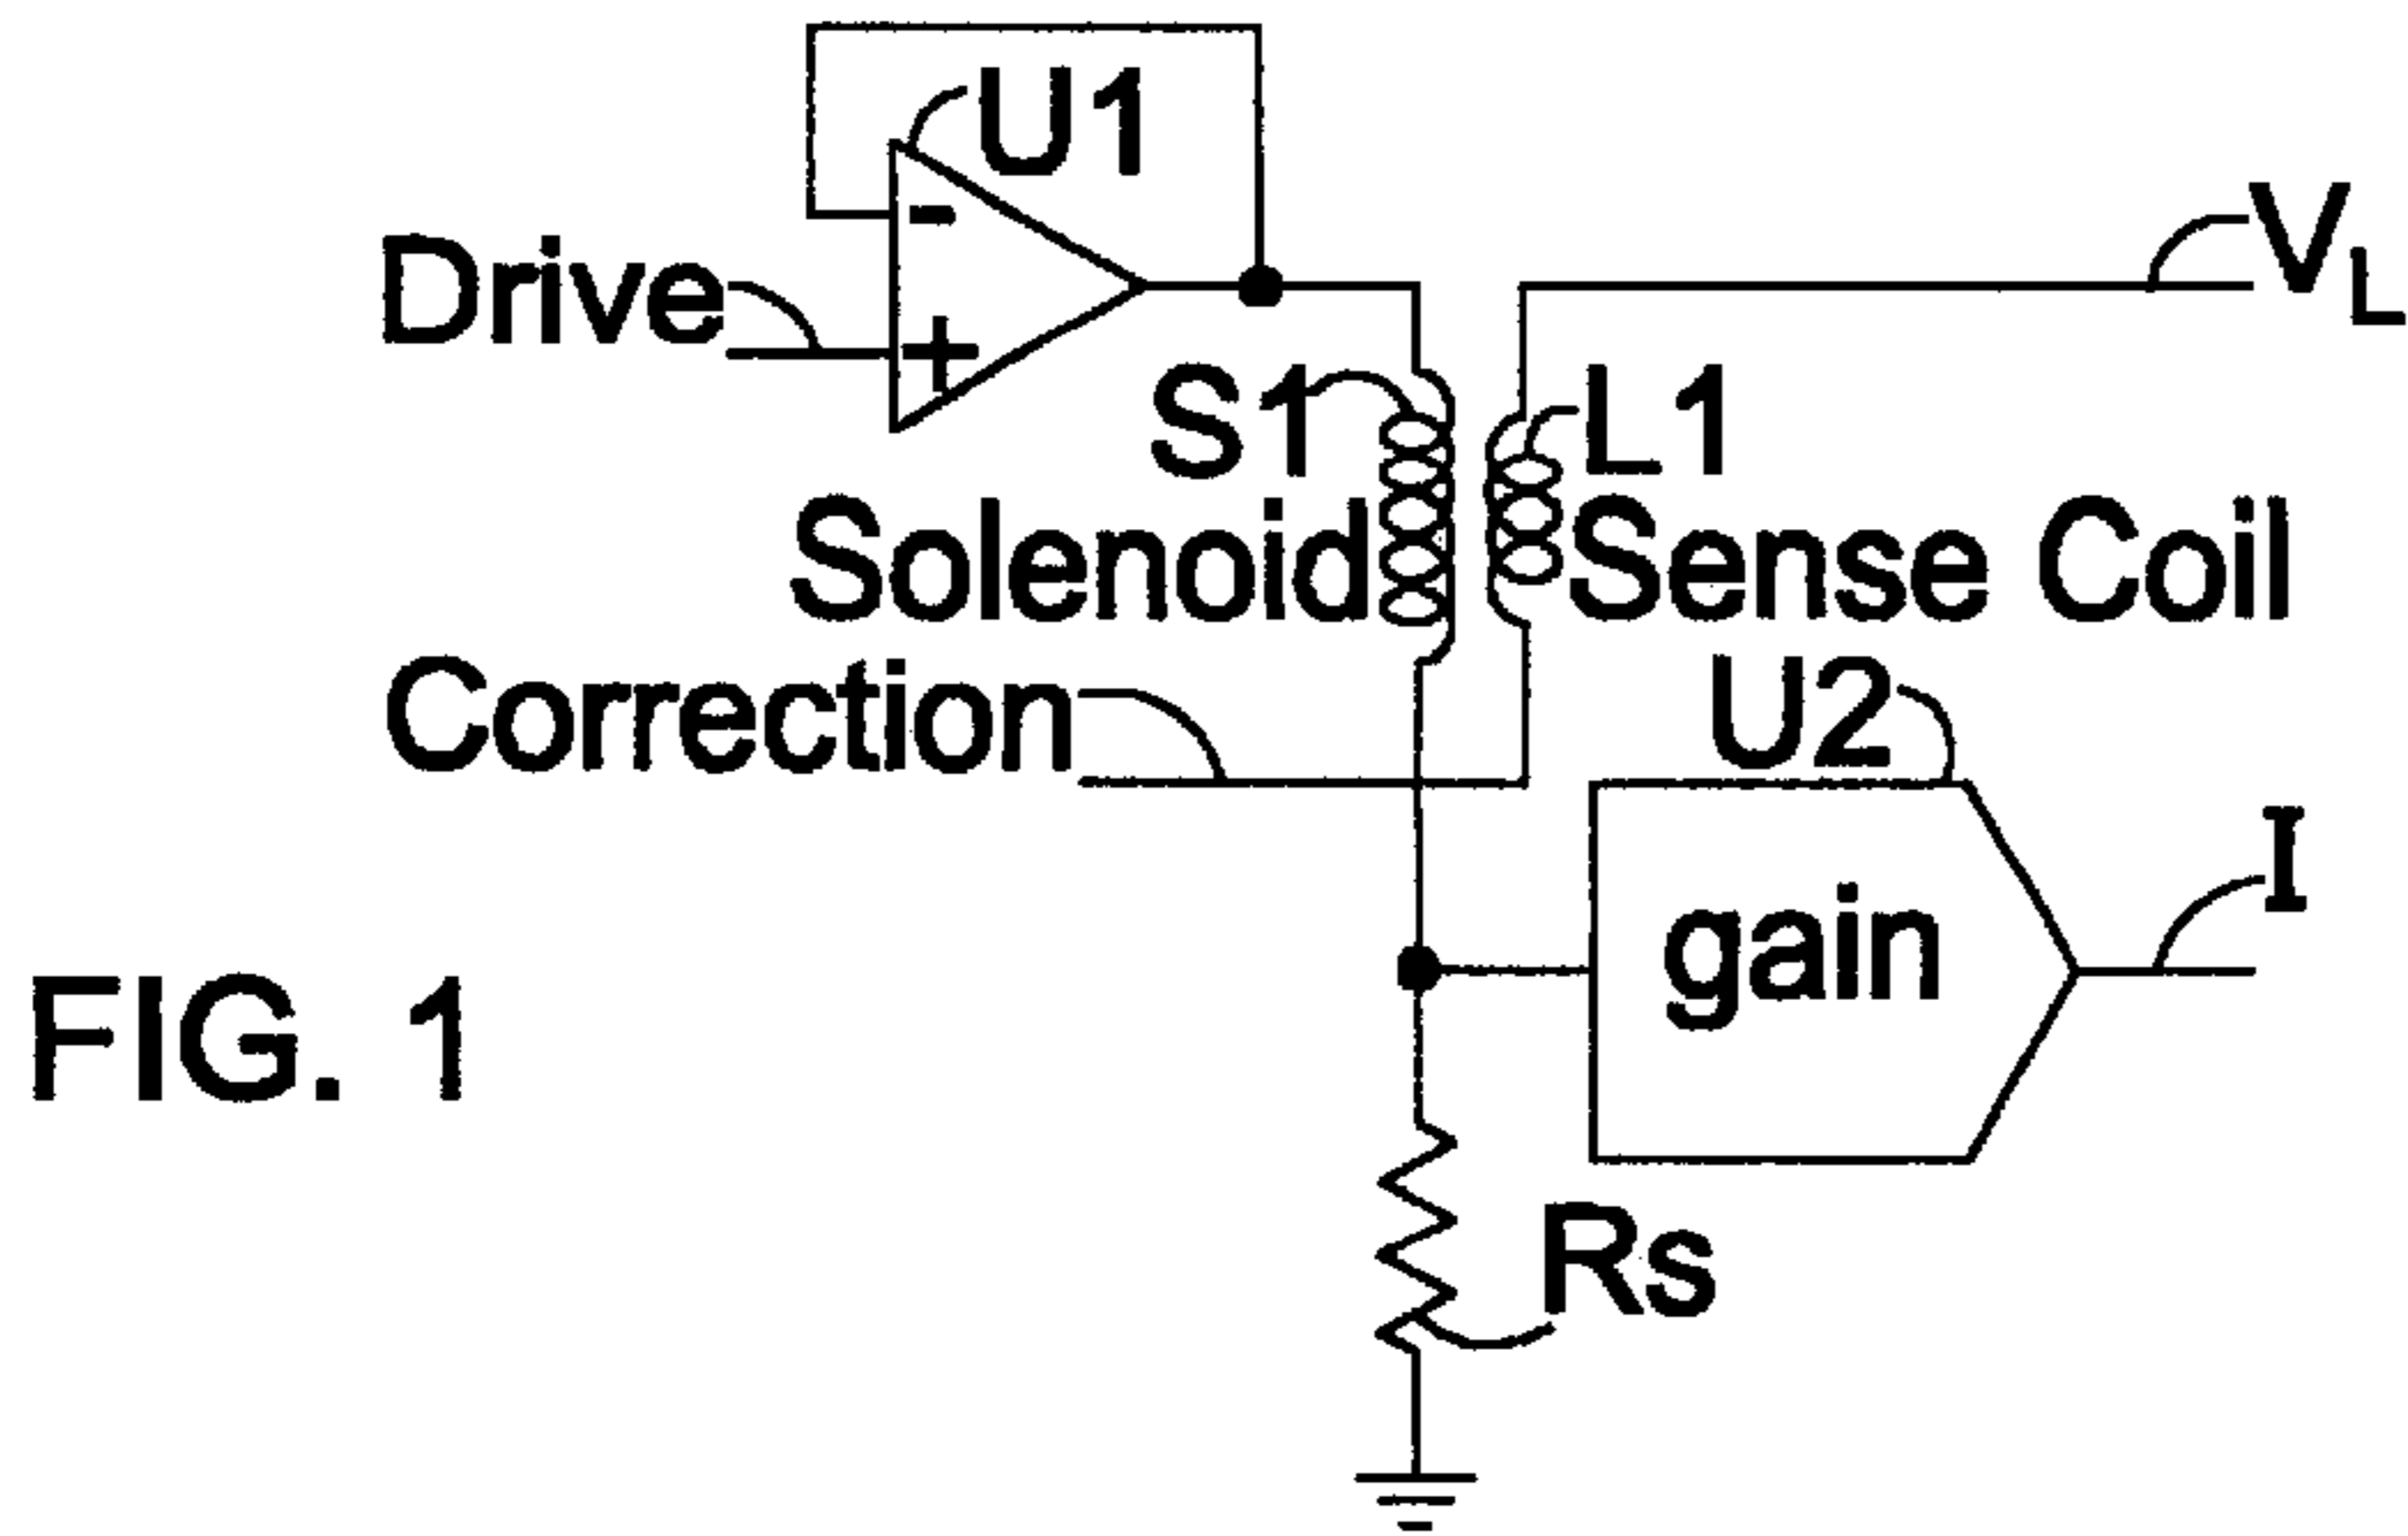 U1
-
Drive
+
V_L
S1
L1
Solenoid
Sense Coil
Correction
U2
I
gain
FIG. 1
Rs